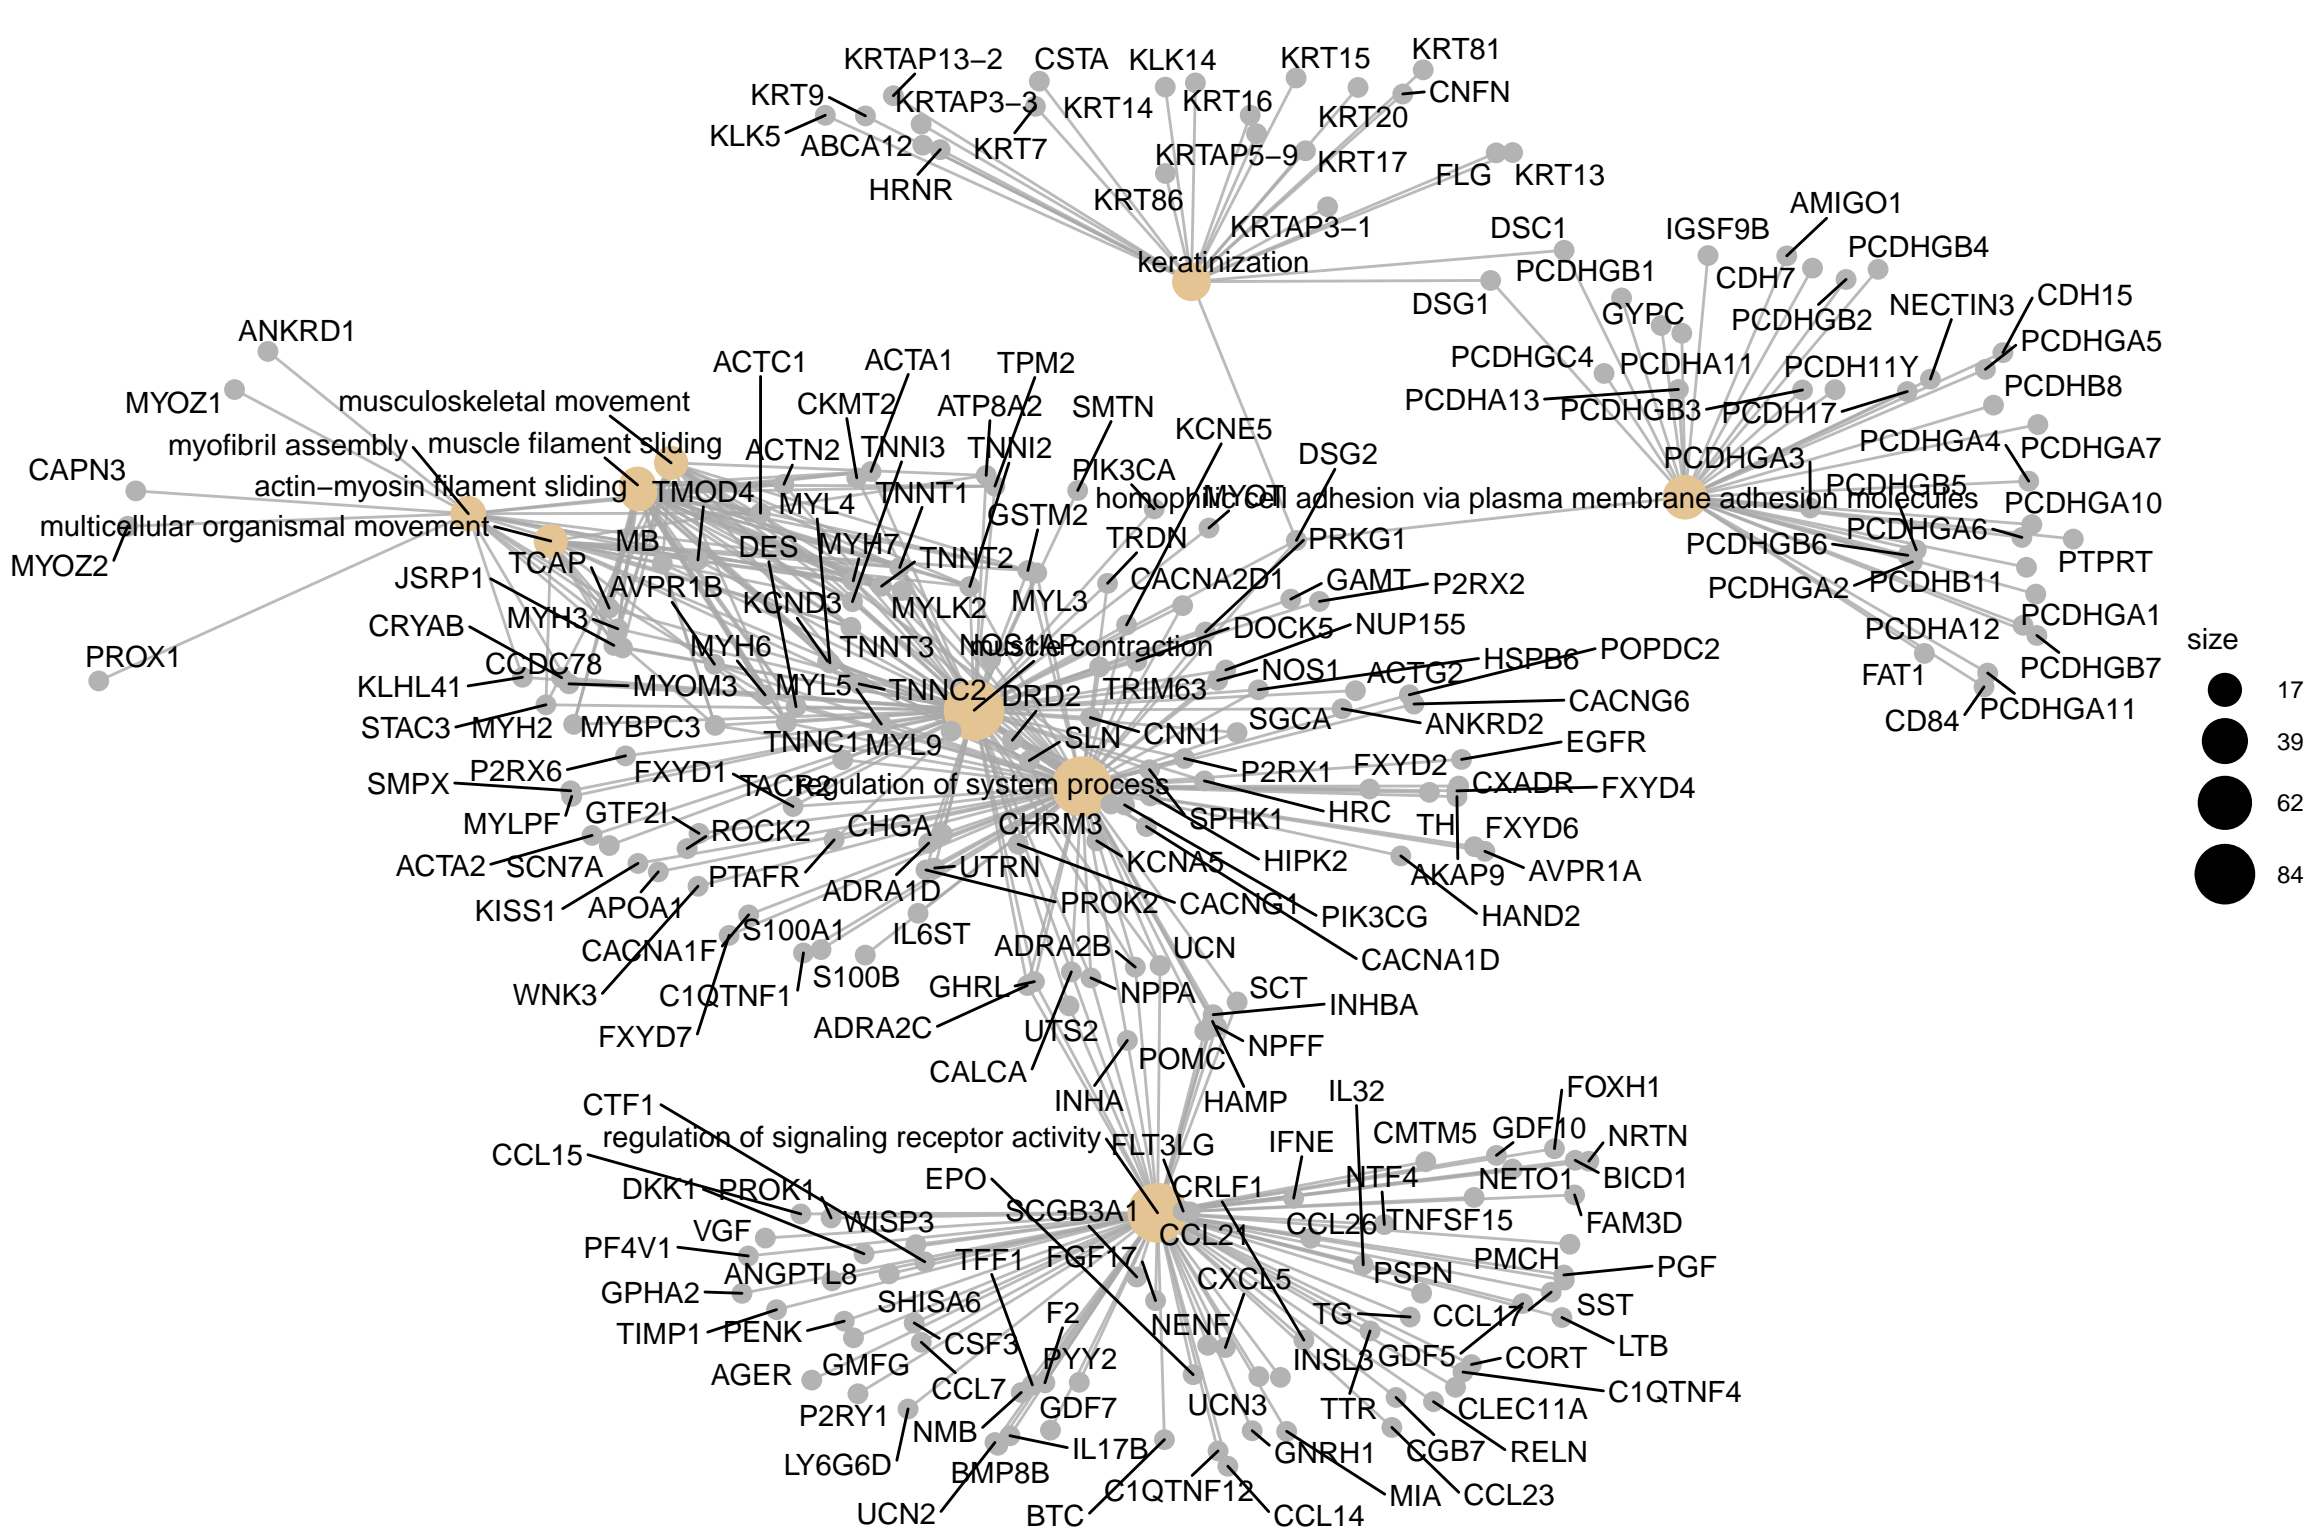 KRTAP13−2
CSTA
KLK14
KRT15
KRT81
KRT9
KRTAP3−3
KRT14
KRT16
CNFN
KRT20
KLK5
ABCA12
KRT7
KRTAP5−9
KRT17
HRNR
KRT86
FLG
KRT13
KRTAP3−1
keratinization
DSC1
IGSF9B
AMIGO1
PCDHGB4
PCDHGB1
CDH7
DSG1
GYPC
PCDHGB2
NECTIN3
CDH15
PCDHGA5
ANKRD1
ACTC1
ACTA1
TPM2
PCDHGC4
PCDHA11
PCDH11Y
PCDHB8
MYOZ1
musculoskeletal movement
CKMT2
ATP8A2
SMTN
PCDHA13
PCDHGB3
PCDH17
KCNE5
myofibril assembly
muscle filament sliding
ACTN2
TNNI3
TNNI2
DSG2
PCDHGA4
PCDHGA7
CAPN3
PIK3CA
PCDHGA3
PCDHGB5
actin−myosin filament sliding
TMOD4
MYL4
TNNT1
MYOT
homophilic cell adhesion via plasma membrane adhesion molecules
PCDHGA10
multicellular organismal movement
GSTM2
PCDHGA6
MB
DES
MYH7
TNNT2
TRDN
PRKG1
PCDHGB6
PTPRT
MYOZ2
JSRP1
TCAP
AVPR1B
CACNA2D1
GAMT
P2RX2
PCDHGA2
PCDHB11
KCND3
MYLK2
MYL3
CRYAB
MYH3
PCDHGA1
DOCK5
NUP155
PCDHA12
PROX1
MYH6
TNNT3
NOS1AP
muscle contraction
HSPB6
POPDC2
CCDC78
NOS1
ACTG2
FAT1
PCDHGB7
KLHL41
MYOM3
MYL5
TNNC2
DRD2
TRIM63
CACNG6
STAC3
MYH2
MYBPC3
SGCA
ANKRD2
CD84
PCDHGA11
TNNC1
MYL9
SLN
CNN1
EGFR
SMPX
P2RX6
FXYD1
TACR2
regulation of system process
P2RX1
FXYD2
CXADR
FXYD4
MYLPF
GTF2I
ROCK2
CHGA
CHRM3
SPHK1
HRC
TH
FXYD6
ACTA2
SCN7A
PTAFR
ADRA1D
UTRN
KCNA5
HIPK2
AKAP9
AVPR1A
KISS1
APOA1
PROK2
CACNG1
PIK3CG
HAND2
CACNA1F
S100A1
IL6ST
ADRA2B
UCN
CACNA1D
WNK3
C1QTNF1
S100B
GHRL
NPPA
SCT
INHBA
FXYD7
ADRA2C
UTS2
POMC
NPFF
CALCA
INHA
HAMP
IL32
FOXH1
CTF1
regulation of signaling receptor activity
FLT3LG
IFNE
CMTM5
GDF10
NRTN
CCL15
DKK1
PROK1
EPO
CRLF1
NTF4
NETO1
BICD1
VGF
WISP3
SCGB3A1
CCL21
CCL26
TNFSF15
FAM3D
PF4V1
ANGPTL8
TFF1
FGF17
CXCL5
PSPN
PMCH
PGF
GPHA2
SHISA6
F2
NENF
TG
CCL17
SST
TIMP1
PENK
CSF3
PYY2
INSL3
GDF5
CORT
LTB
AGER
GMFG
CCL7
GDF7
UCN3
TTR
CLEC11A
C1QTNF4
P2RY1
NMB
IL17B
GNRH1
CGB7
RELN
LY6G6D
BMP8B
C1QTNF12
MIA
CCL23
UCN2
BTC
CCL14
size
17
39
62
84